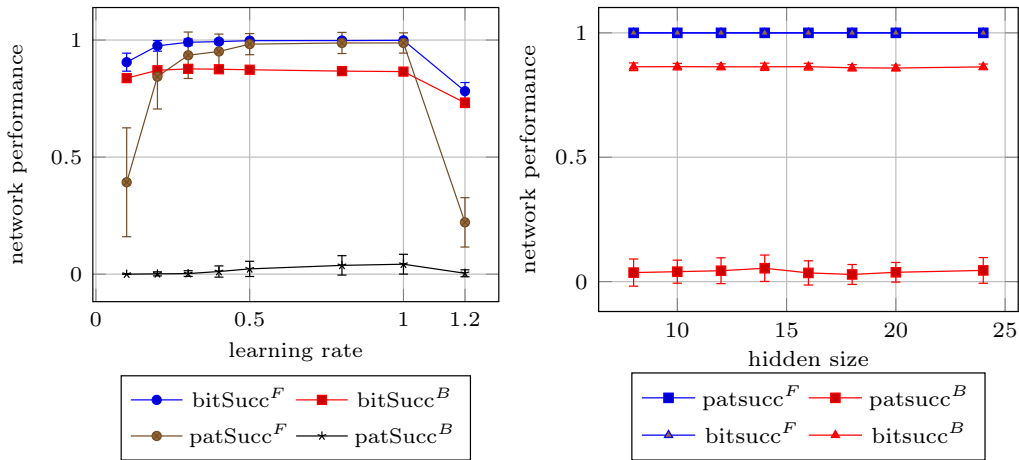 network performance
1
0.5
0
0 0.5 1 1.2
learning rate
bitSucc^F bitSucc^B
patSucc^F patSucc^B
network performance
1
0.5
0
10 15 20 25
hidden size
patsucc^F patsucc^B
bitsucc^F bitsucc^B